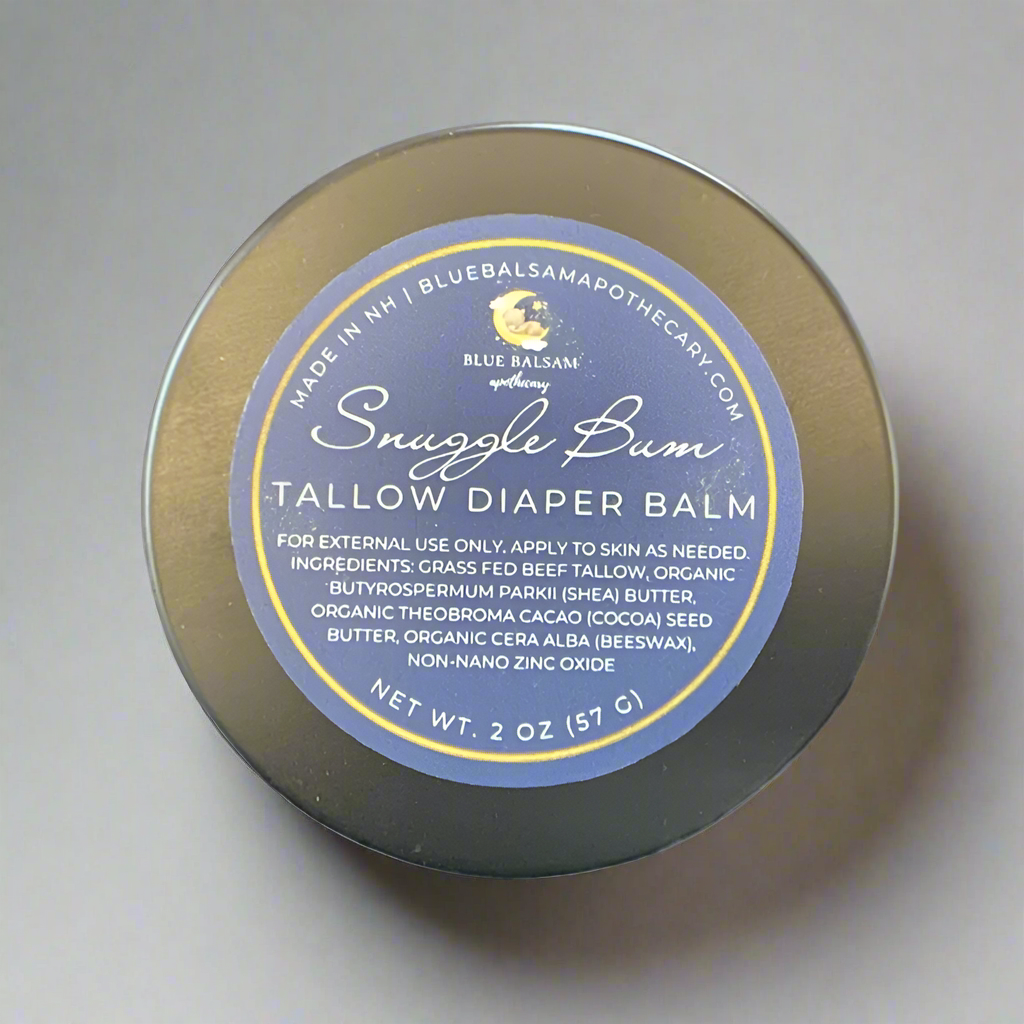 MADE IN NH | BLUEBALSAMAPOTHECARY.COM
BLUE BALSAM
apothecary
Snuggle Bum
TALLOW DIAPER BALM
FOR EXTERNAL USE ONLY. APPLY TO SKIN AS NEEDED.
INGREDIENTS: GRASS FED BEEF TALLOW, ORGANIC
BUTYROSPERMUM PARKII (SHEA) BUTTER,
ORGANIC THEOBROMA CACAO (COCOA) SEED
BUTTER, ORGANIC CERA ALBA (BEESWAX),
NON-NANO ZINC OXIDE
NET WT. 2 OZ (57 G)